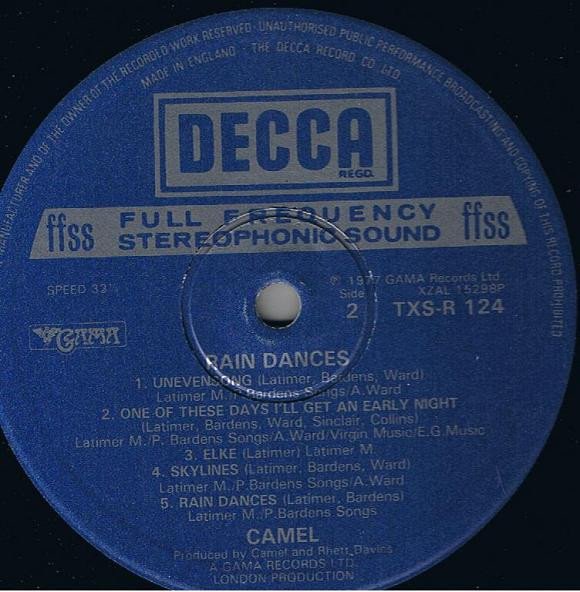 MANUFACTURER AND OF THE OWNER OF THE RECORDED WORK RESERVED · UNAUTHORISED PUBLIC PERFORMANCE BROADCASTING AND COPYING OF THIS RECORD PROHIBITED
MADE IN ENGLAND · THE DECCA RECORD CO. LTD.
DECCA
REGD.
ffss FULL FREQUENCY ffss
STEREOPHONIC SOUND
SPEED 33⅓
℗ 1977 GAMA Records Ltd.
XZAL 15298P
Side
2 TXS-R 124
GAMA
RAIN DANCES
1. UNEVENSONG (Latimer, Bardens, Ward)
Latimer M./P.Bardens Songs/A.Ward
2. ONE OF THESE DAYS I'LL GET AN EARLY NIGHT
(Latimer, Bardens, Ward, Sinclair, Collins)
Latimer M./P. Bardens Songs/A.Ward/Virgin Music/E.G.Music
3. ELKE (Latimer) Latimer M.
4. SKYLINES (Latimer, Bardens, Ward)
Latimer M./P.Bardens Songs/A.Ward
5. RAIN DANCES (Latimer, Bardens)
Latimer M./P.Bardens Songs
CAMEL
Produced by Camel and Rhett Davies
A GAMA RECORDS LTD.
LONDON PRODUCTION